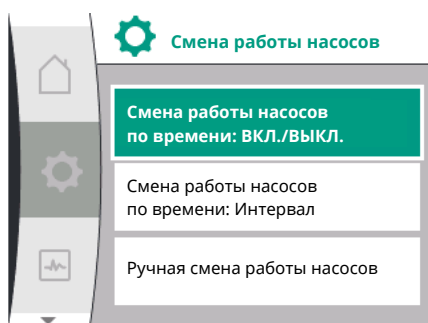 Смена работы насосов
Смена работы насосов
по времени: ВКЛ./ВЫКЛ.
Смена работы насосов
по времени: Интервал
Ручная смена работы насосов